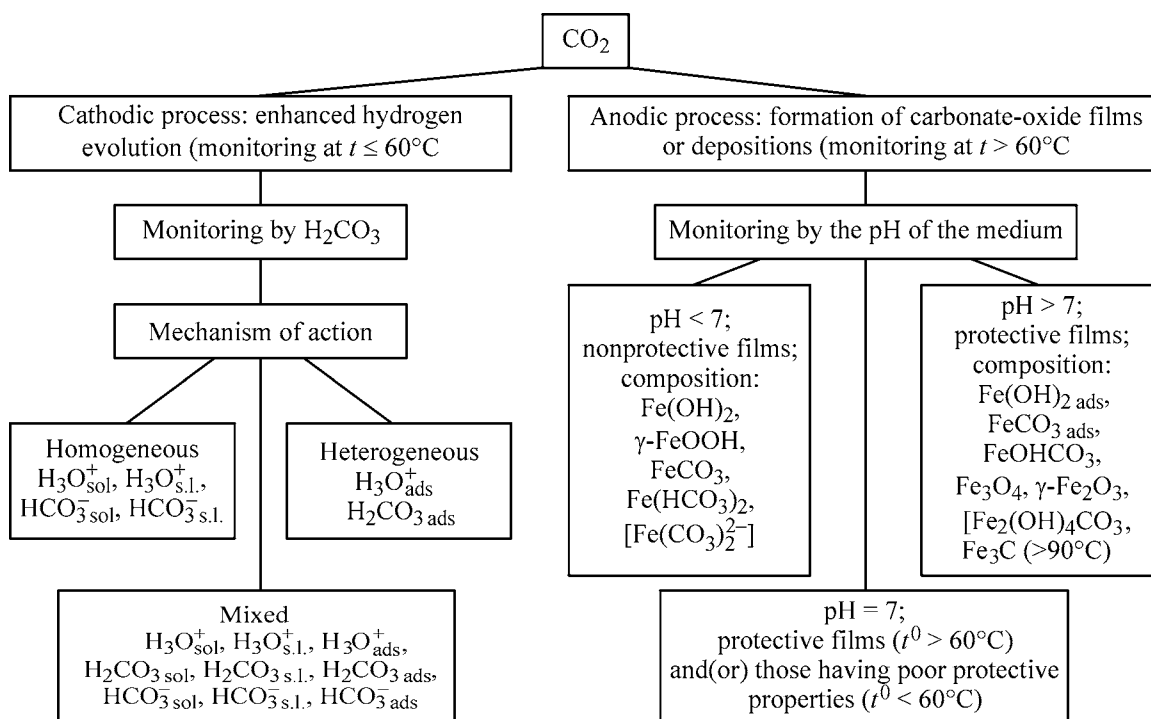 CO₂
Cathodic process: enhanced hydrogen
evolution (monitoring at t ≤ 60°C
Monitoring by H₂CO₃
Mechanism of action
Homogeneous
H₃O⁺sol, H₃O⁺s.l.,
HCO₃⁻sol, HCO₃⁻s.l.
Heterogeneous
H₃O⁺ads
H₂CO₃ ads
Mixed
H₃O⁺sol, H₃O⁺s.l., H₃O⁺ads,
H₂CO₃ sol, H₂CO₃ s.l., H₂CO₃ ads,
HCO₃⁻sol, HCO₃⁻s.l., HCO₃⁻ads
Anodic process: formation of carbonate-oxide films
or depositions (monitoring at t > 60°C
Monitoring by the pH of the medium
pH < 7;
nonprotective films;
composition:
Fe(OH)₂,
γ-FeOOH,
FeCO₃,
Fe(HCO₃)₂,
[Fe(CO₃)₂²⁻]
pH > 7;
protective films;
composition:
Fe(OH)₂ ads,
FeCO₃ ads,
FeOHCO₃,
Fe₃O₄, γ-Fe₂O₃,
[Fe₂(OH)₄CO₃,
Fe₃C (>90°C)
pH = 7;
protective films (t⁰ > 60°C)
and(or) those having poor protective
properties (t⁰ < 60°C)